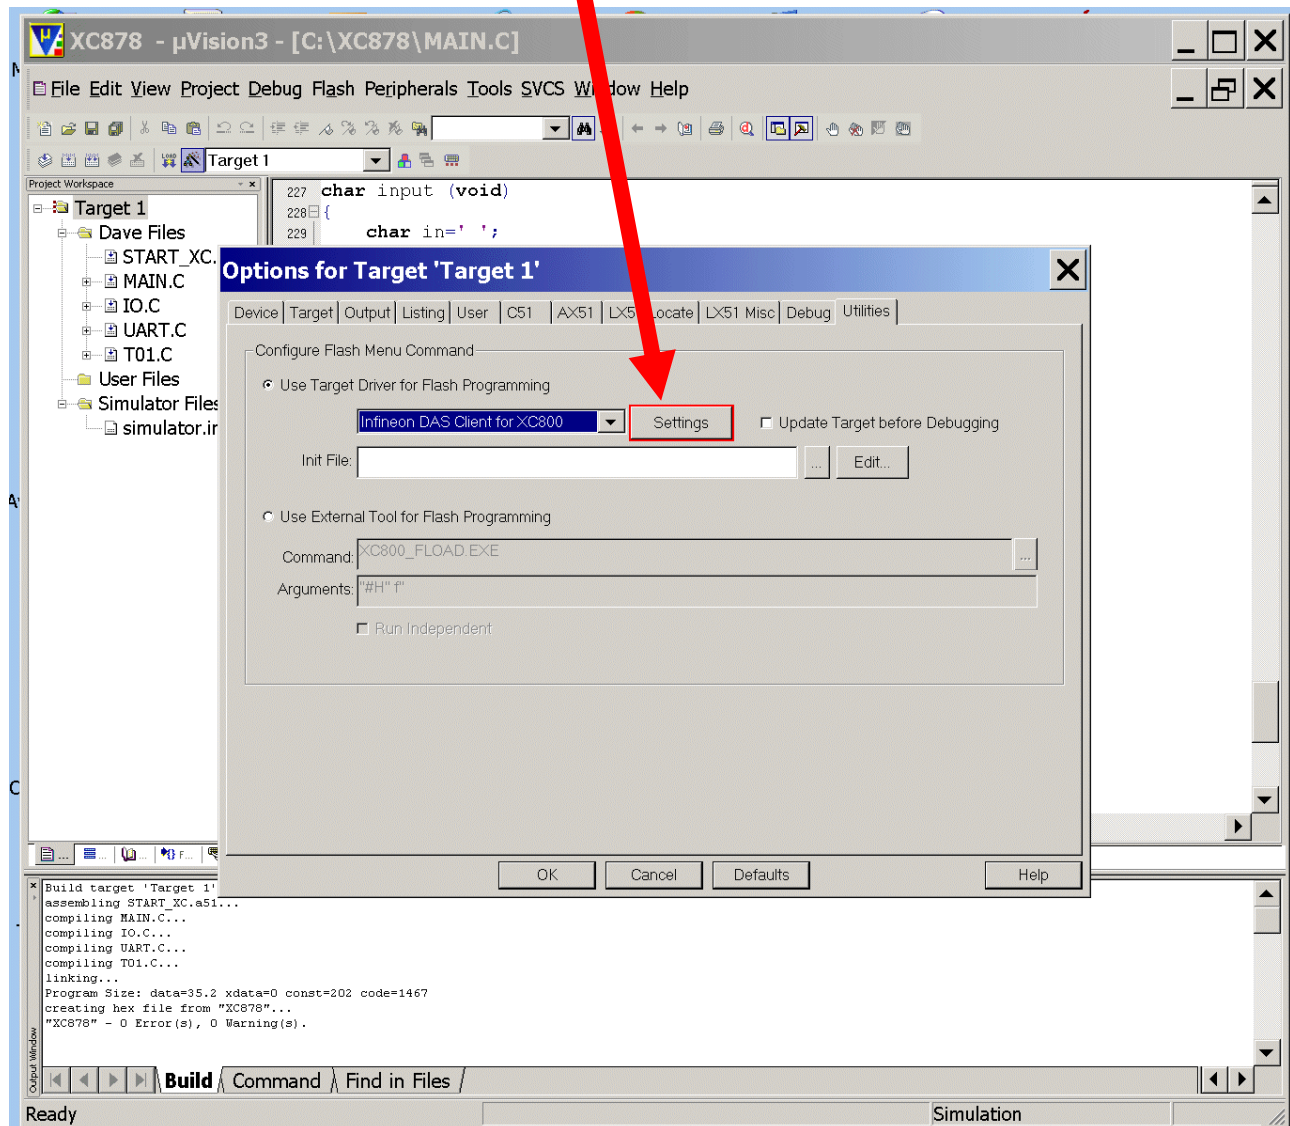 XC878 - µVision3 - [C:\XC878\MAIN.C]
File Edit View Project Debug Flash Peripherals Tools SVCS Help
Target 1
Project Workspace
Target 1
Dave Files
START_XC.
MAIN.C
IO.C
UART.C
T01.C
User Files
Simulator Files
simulator.ir
227 char input (void)
228 {
229 char in=' ';
Options for Target 'Target 1'
Device Target Output Listing User C51 AX51 LX51 Locate LX51 Misc Debug Utilities
Configure Flash Menu Command
Use Target Driver for Flash Programming
Infineon DAS Client for XC800 Settings Update Target before Debugging
Init File: ... Edit...
Use External Tool for Flash Programming
Command: XC800_FLOAD.EXE ...
Arguments: "#H" f"
Run Independent
OK Cancel Defaults Help
... ... ... F...
Build target 'Target 1'
assembling START_XC.a51...
compiling MAIN.C...
compiling IO.C...
compiling UART.C...
compiling T01.C...
linking...
Program Size: data=35.2 xdata=0 const=202 code=1467
creating hex file from "XC878"...
"XC878" - 0 Error(s), 0 Warning(s).
Output Window
Build Command Find in Files
Ready Simulation